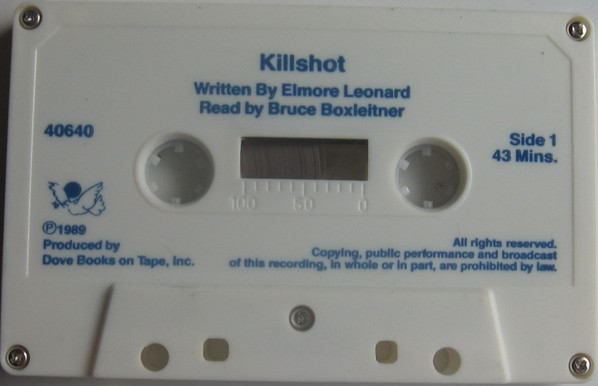 Killshot
Written By Elmore Leonard
Read by Bruce Boxleitner
40640
Side 1
43 Mins.
100 50 0
Ⓟ1989
Produced by
Dove Books on Tape, Inc.
All rights reserved.
Copying, public performance and broadcast
of this recording, in whole or in part, are prohibited by law.